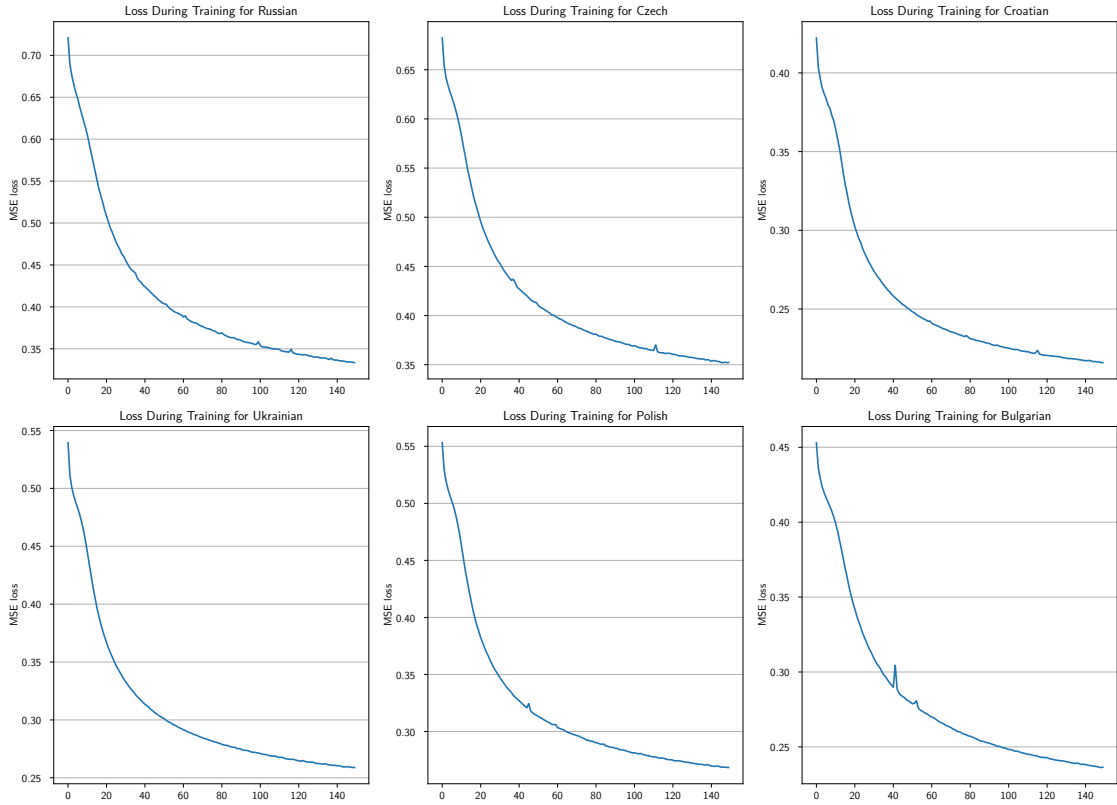 Loss During Training for Russian
MSE loss
0.70
0.65
0.60
0.55
0.50
0.45
0.40
0.35
0 20 40 60 80 100 120 140
Loss During Training for Czech
MSE loss
0.65
0.60
0.55
0.50
0.45
0.40
0.35
0 20 40 60 80 100 120 140
Loss During Training for Croatian
MSE loss
0.40
0.35
0.30
0.25
0 20 40 60 80 100 120 140
Loss During Training for Ukrainian
MSE loss
0.55
0.50
0.45
0.40
0.35
0.30
0.25
0 20 40 60 80 100 120 140
Loss During Training for Polish
MSE loss
0.55
0.50
0.45
0.40
0.35
0.30
0 20 40 60 80 100 120 140
Loss During Training for Bulgarian
MSE loss
0.45
0.40
0.35
0.30
0.25
0 20 40 60 80 100 120 140